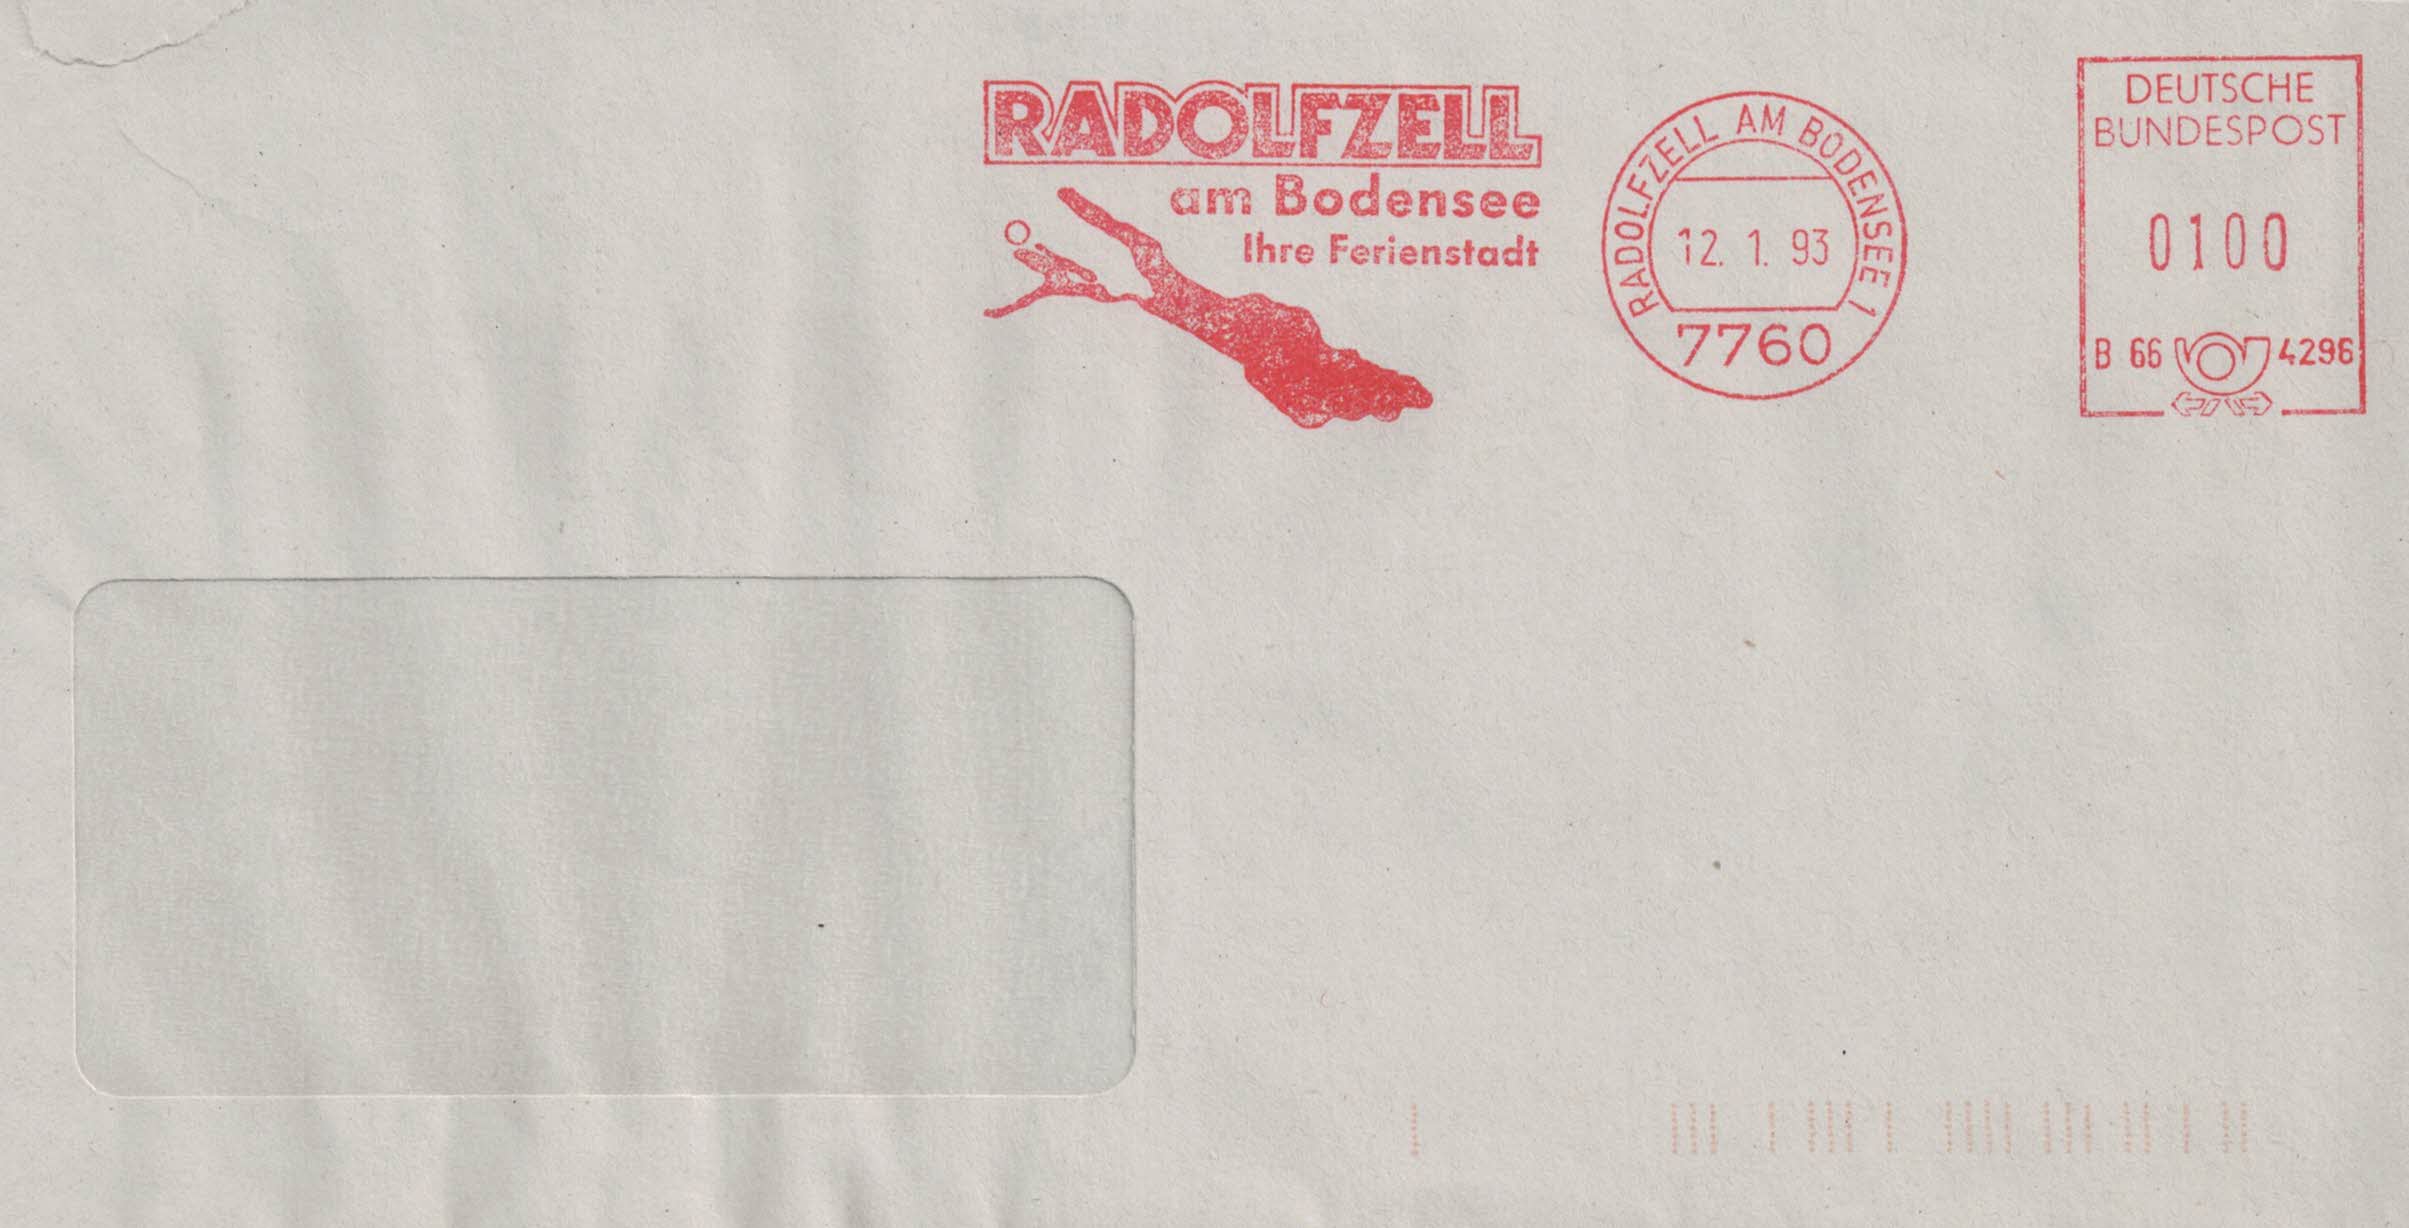 RADOLFZELL
am Bodensee
Ihre Ferienstadt
RADOLFZELL AM BODENSEE 1
12. 1. 93
7760
DEUTSCHE
BUNDESPOST
0100
B 66 4296